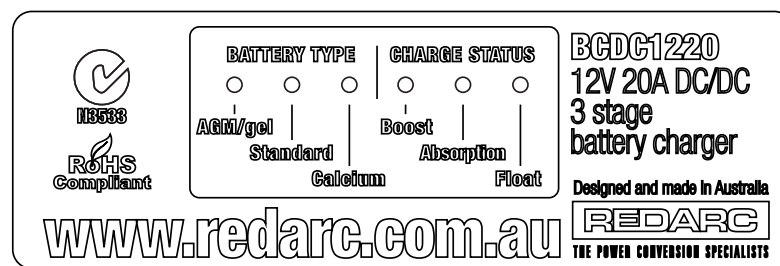 BATTERY TYPE
CHARGE STATUS
AGM/gel
Standard
Calcium
Boost
Absorption
Float
N3533
RoHS
Compliant
BCDC1220
12V 20A DC/DC
3 stage
battery charger
Designed and made in Australia
REDARC
THE POWER CONVERSION SPECIALISTS
www.redarc.com.au